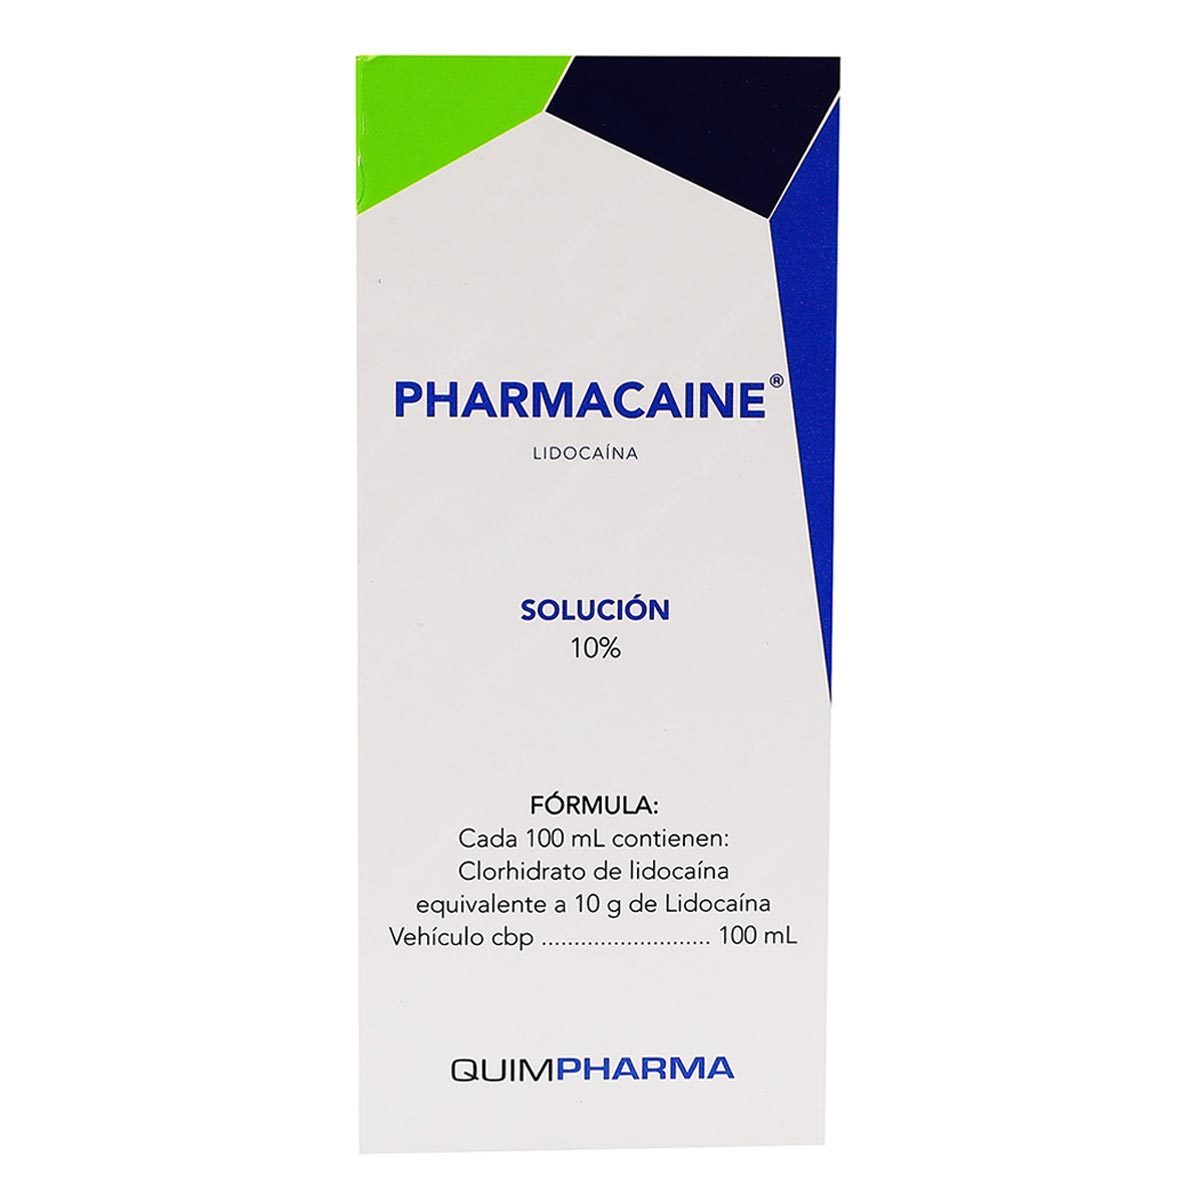 PHARMACAINE®
LIDOCAÍNA
SOLUCIÓN
10%
FÓRMULA:
Cada 100 mL contienen:
Clorhidrato de lidocaína
equivalente a 10 g de Lidocaína
Vehículo cbp .......................... 100 mL
QUIMPHARMA